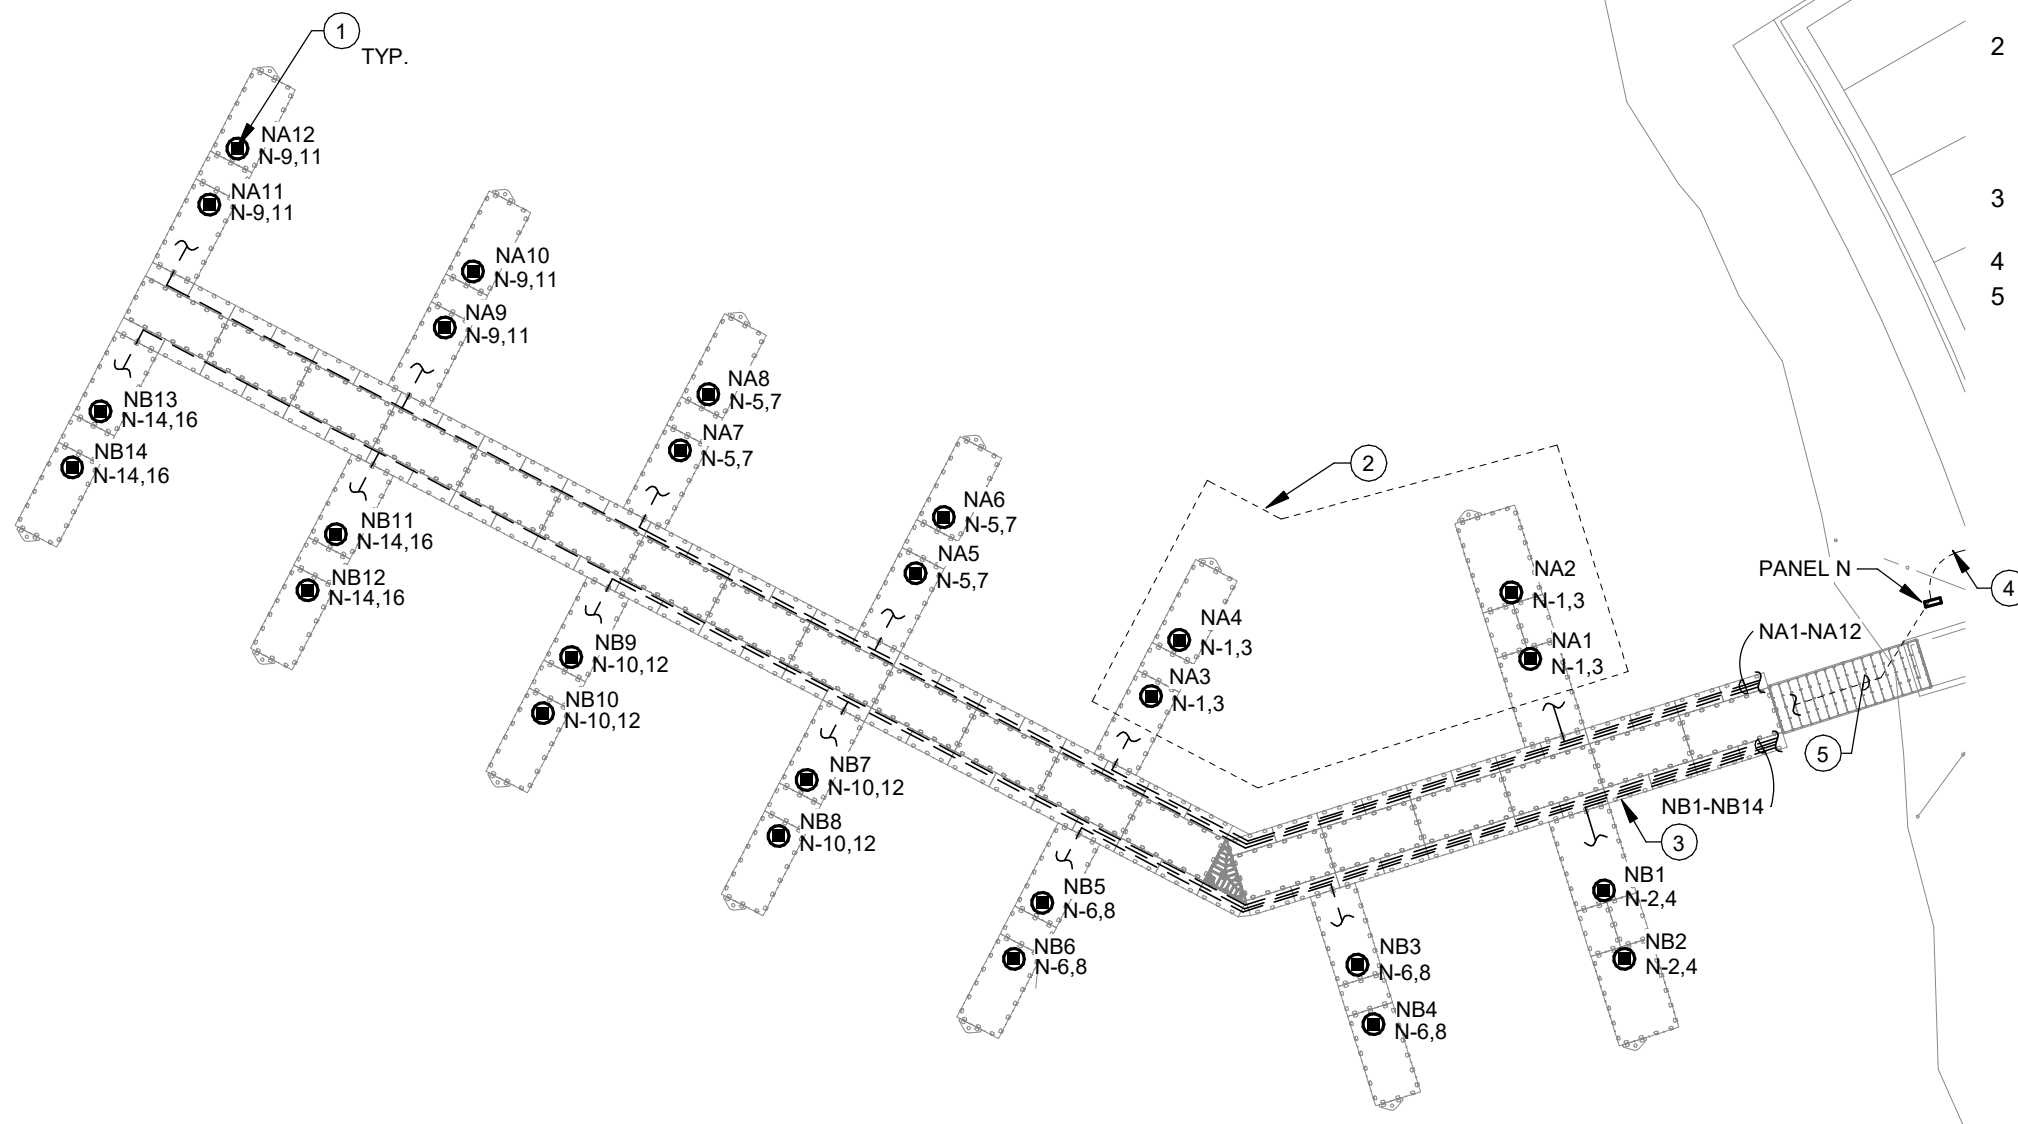 1
TYP.
2
NA12
N-9,11
NA11
N-9,11
3
NA10
N-9,11
4
5
NA9
N-9,11
NA8
N-5,7
NB13
N-14,16
NA7
N-5,7
NB14
N-14,16
2
NA6
N-5,7
NB11
N-14,16
NA5
N-5,7
NB12
N-14,16
NA2
N-1,3
PANEL N
4
NA4
N-1,3
NA1
N-1,3
NA1-NA12
NB9
N-10,12
NA3
N-1,3
NB10
N-10,12
5
NB7
N-10,12
NB1-NB14
NB8
N-10,12
3
NB5
N-6,8
NB1
N-2,4
NB6
N-6,8
NB3
N-6,8
NB2
N-2,4
NB4
N-6,8